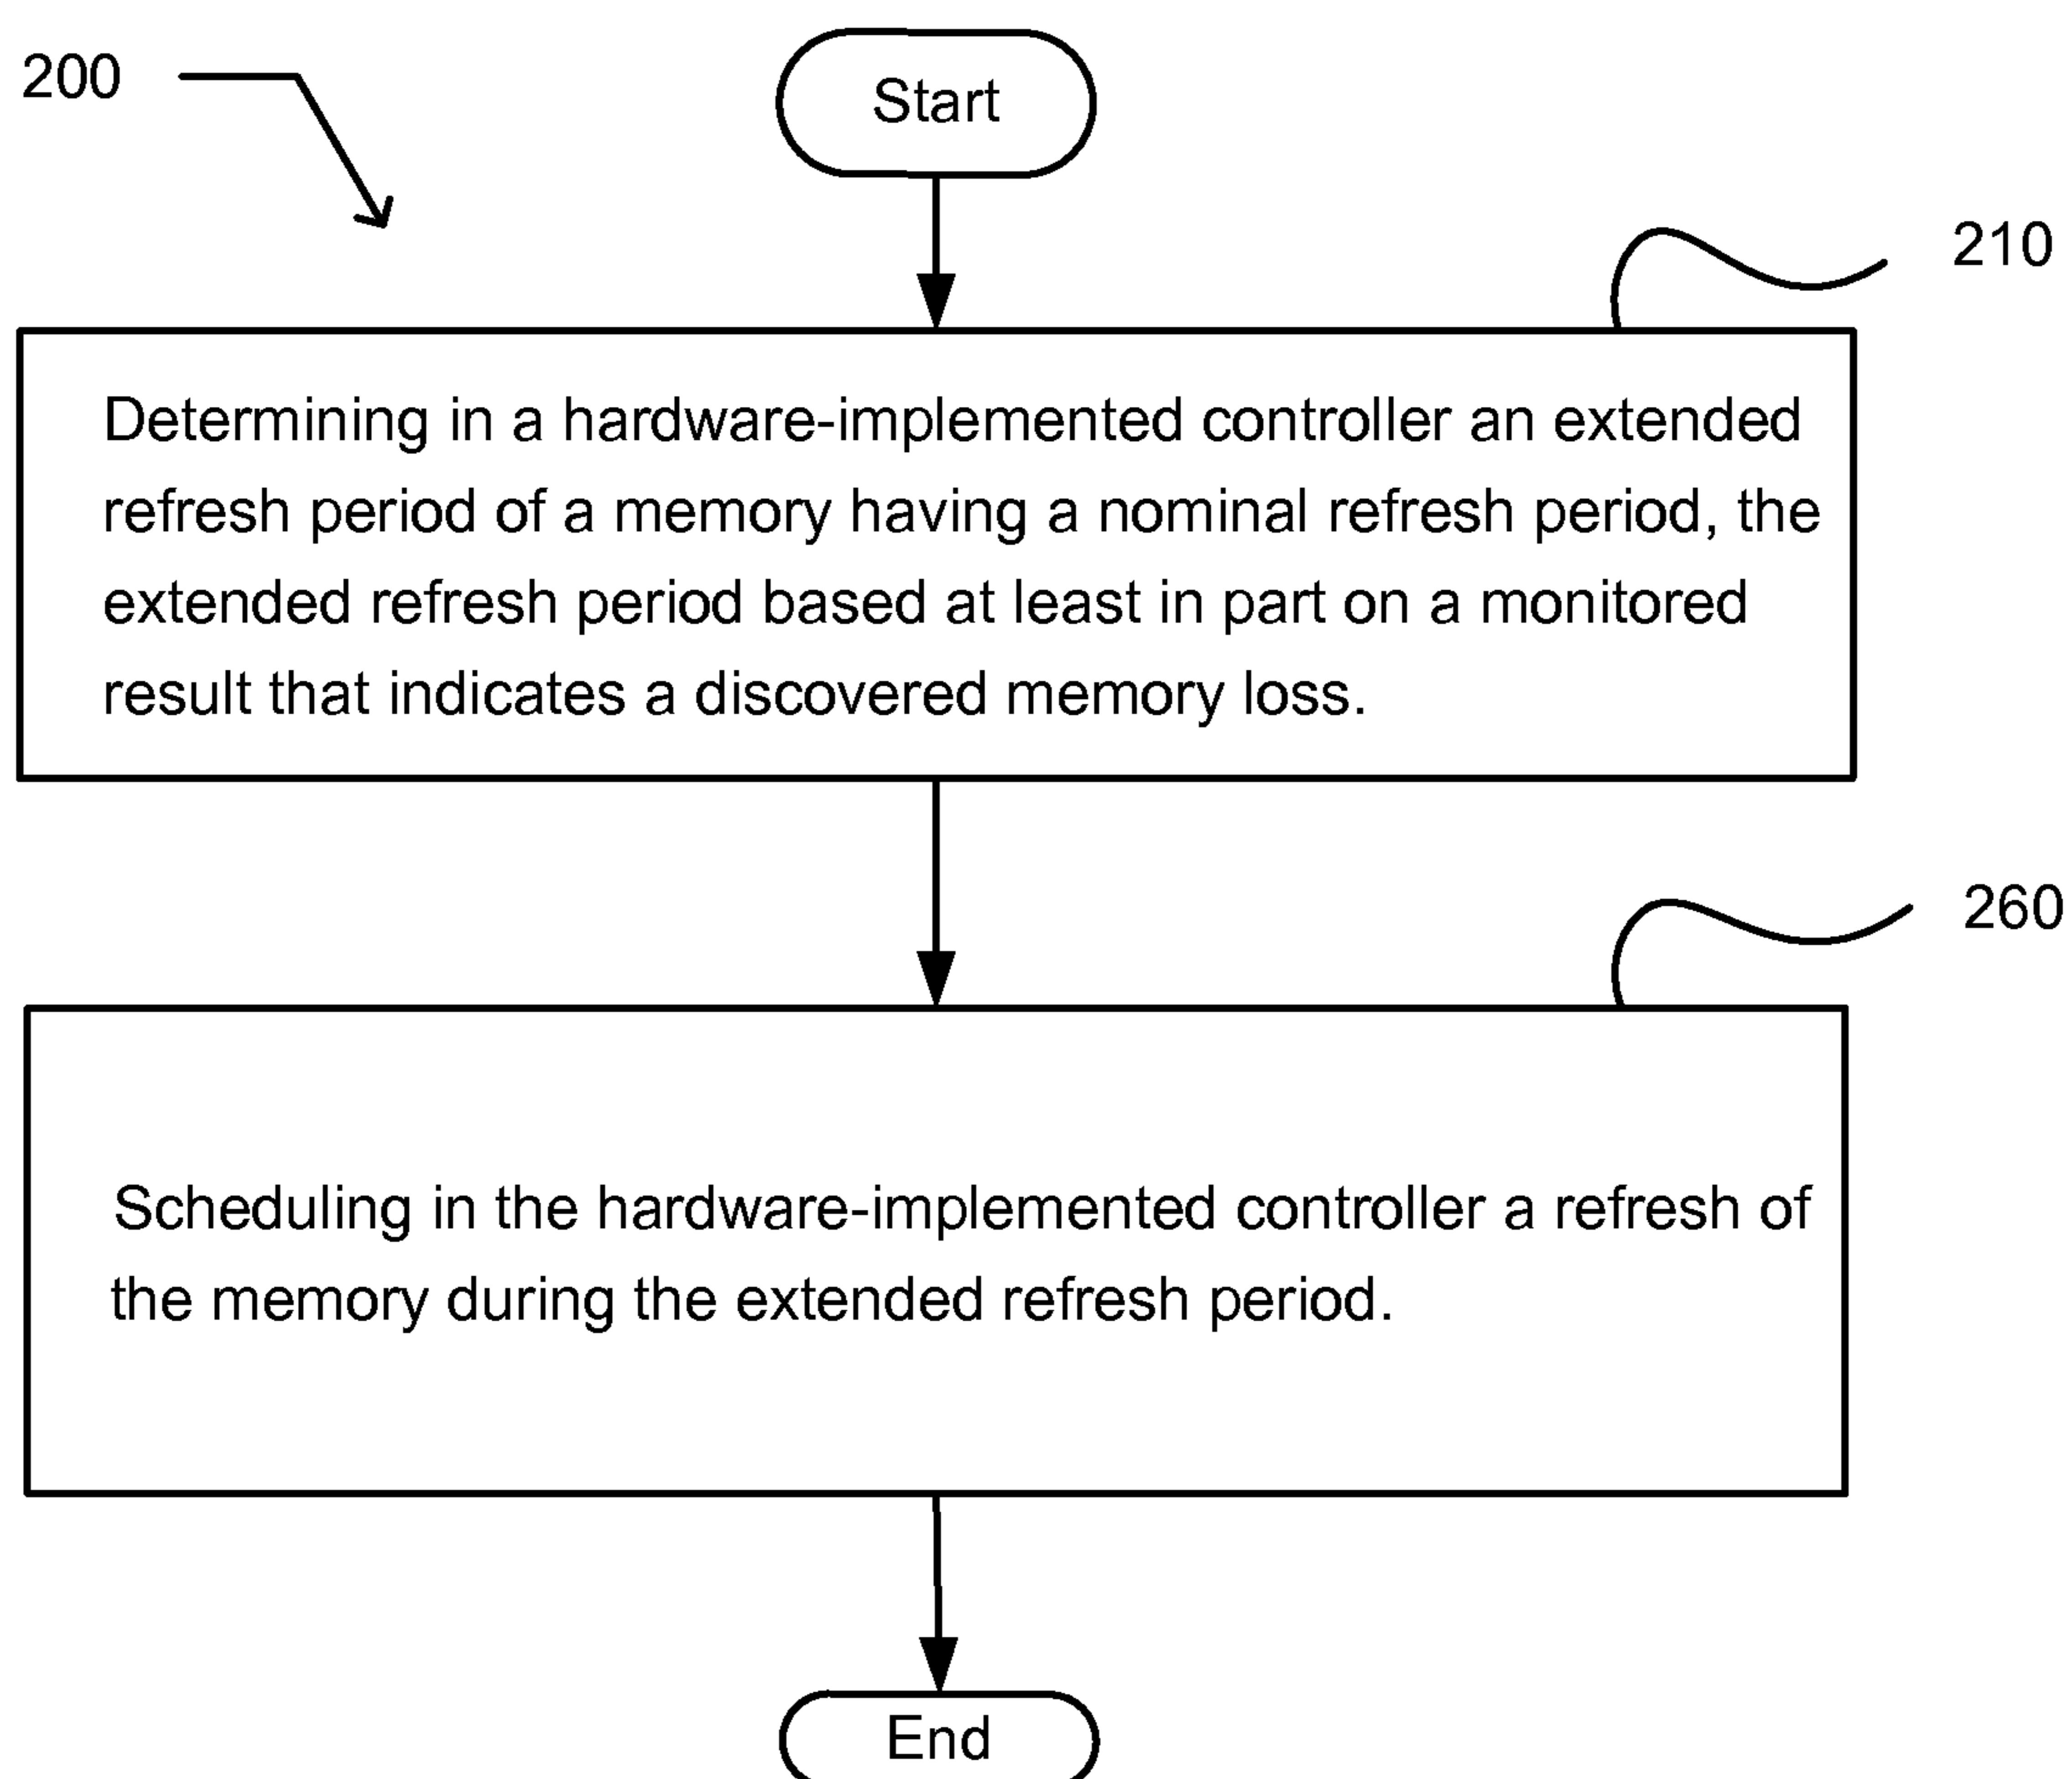 200
Start
210
Determining in a hardware-implemented controller an extended
refresh period of a memory having a nominal refresh period, the
extended refresh period based at least in part on a monitored
result that indicates a discovered memory loss.
260
Scheduling in the hardware-implemented controller a refresh of
the memory during the extended refresh period.
End